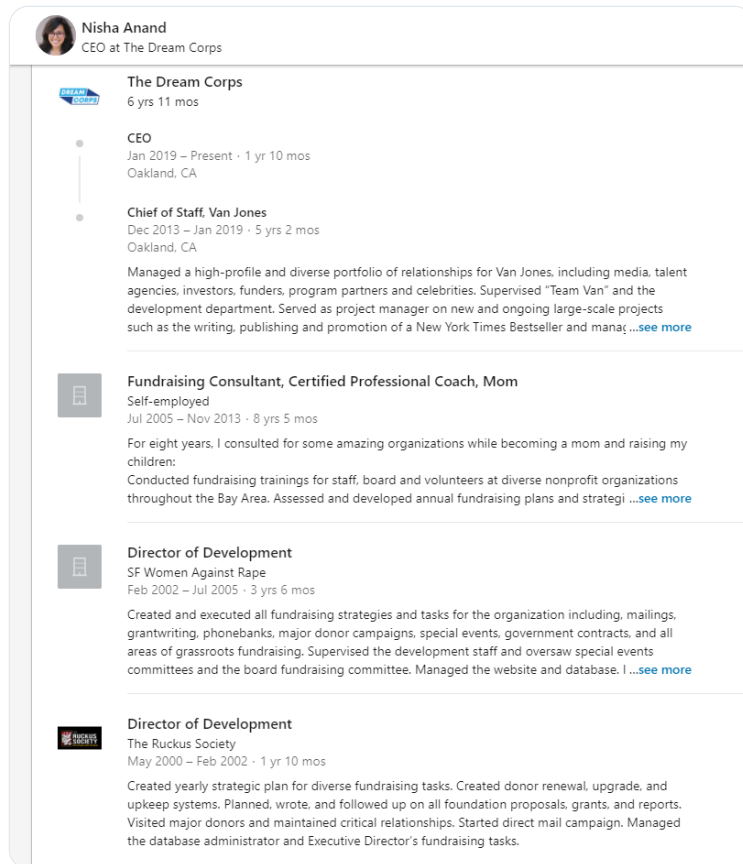 Nisha Anand
CEO at The Dream Corps
DREAM
CORPS
The Dream Corps
6 yrs 11 mos
CEO
Jan 2019 – Present · 1 yr 10 mos
Oakland, CA
Chief of Staff, Van Jones
Dec 2013 – Jan 2019 · 5 yrs 2 mos
Oakland, CA
Managed a high-profile and diverse portfolio of relationships for Van Jones, including media, talent
agencies, investors, funders, program partners and celebrities. Supervised "Team Van" and the
development department. Served as project manager on new and ongoing large-scale projects
such as the writing, publishing and promotion of a New York Times Bestseller and manag ...see more
Fundraising Consultant, Certified Professional Coach, Mom
Self-employed
Jul 2005 – Nov 2013 · 8 yrs 5 mos
For eight years, I consulted for some amazing organizations while becoming a mom and raising my
children:
Conducted fundraising trainings for staff, board and volunteers at diverse nonprofit organizations
throughout the Bay Area. Assessed and developed annual fundraising plans and strategi ...see more
Director of Development
SF Women Against Rape
Feb 2002 – Jul 2005 · 3 yrs 6 mos
Created and executed all fundraising strategies and tasks for the organization including, mailings,
grantwriting, phonebanks, major donor campaigns, special events, government contracts, and all
areas of grassroots fundraising. Supervised the development staff and oversaw special events
committees and the board fundraising committee. Managed the website and database. I ...see more
RUCKUS
SOCIETY
Director of Development
The Ruckus Society
May 2000 – Feb 2002 · 1 yr 10 mos
Created yearly strategic plan for diverse fundraising tasks. Created donor renewal, upgrade, and
upkeep systems. Planned, wrote, and followed up on all foundation proposals, grants, and reports.
Visited major donors and maintained critical relationships. Started direct mail campaign. Managed
the database administrator and Executive Director's fundraising tasks.